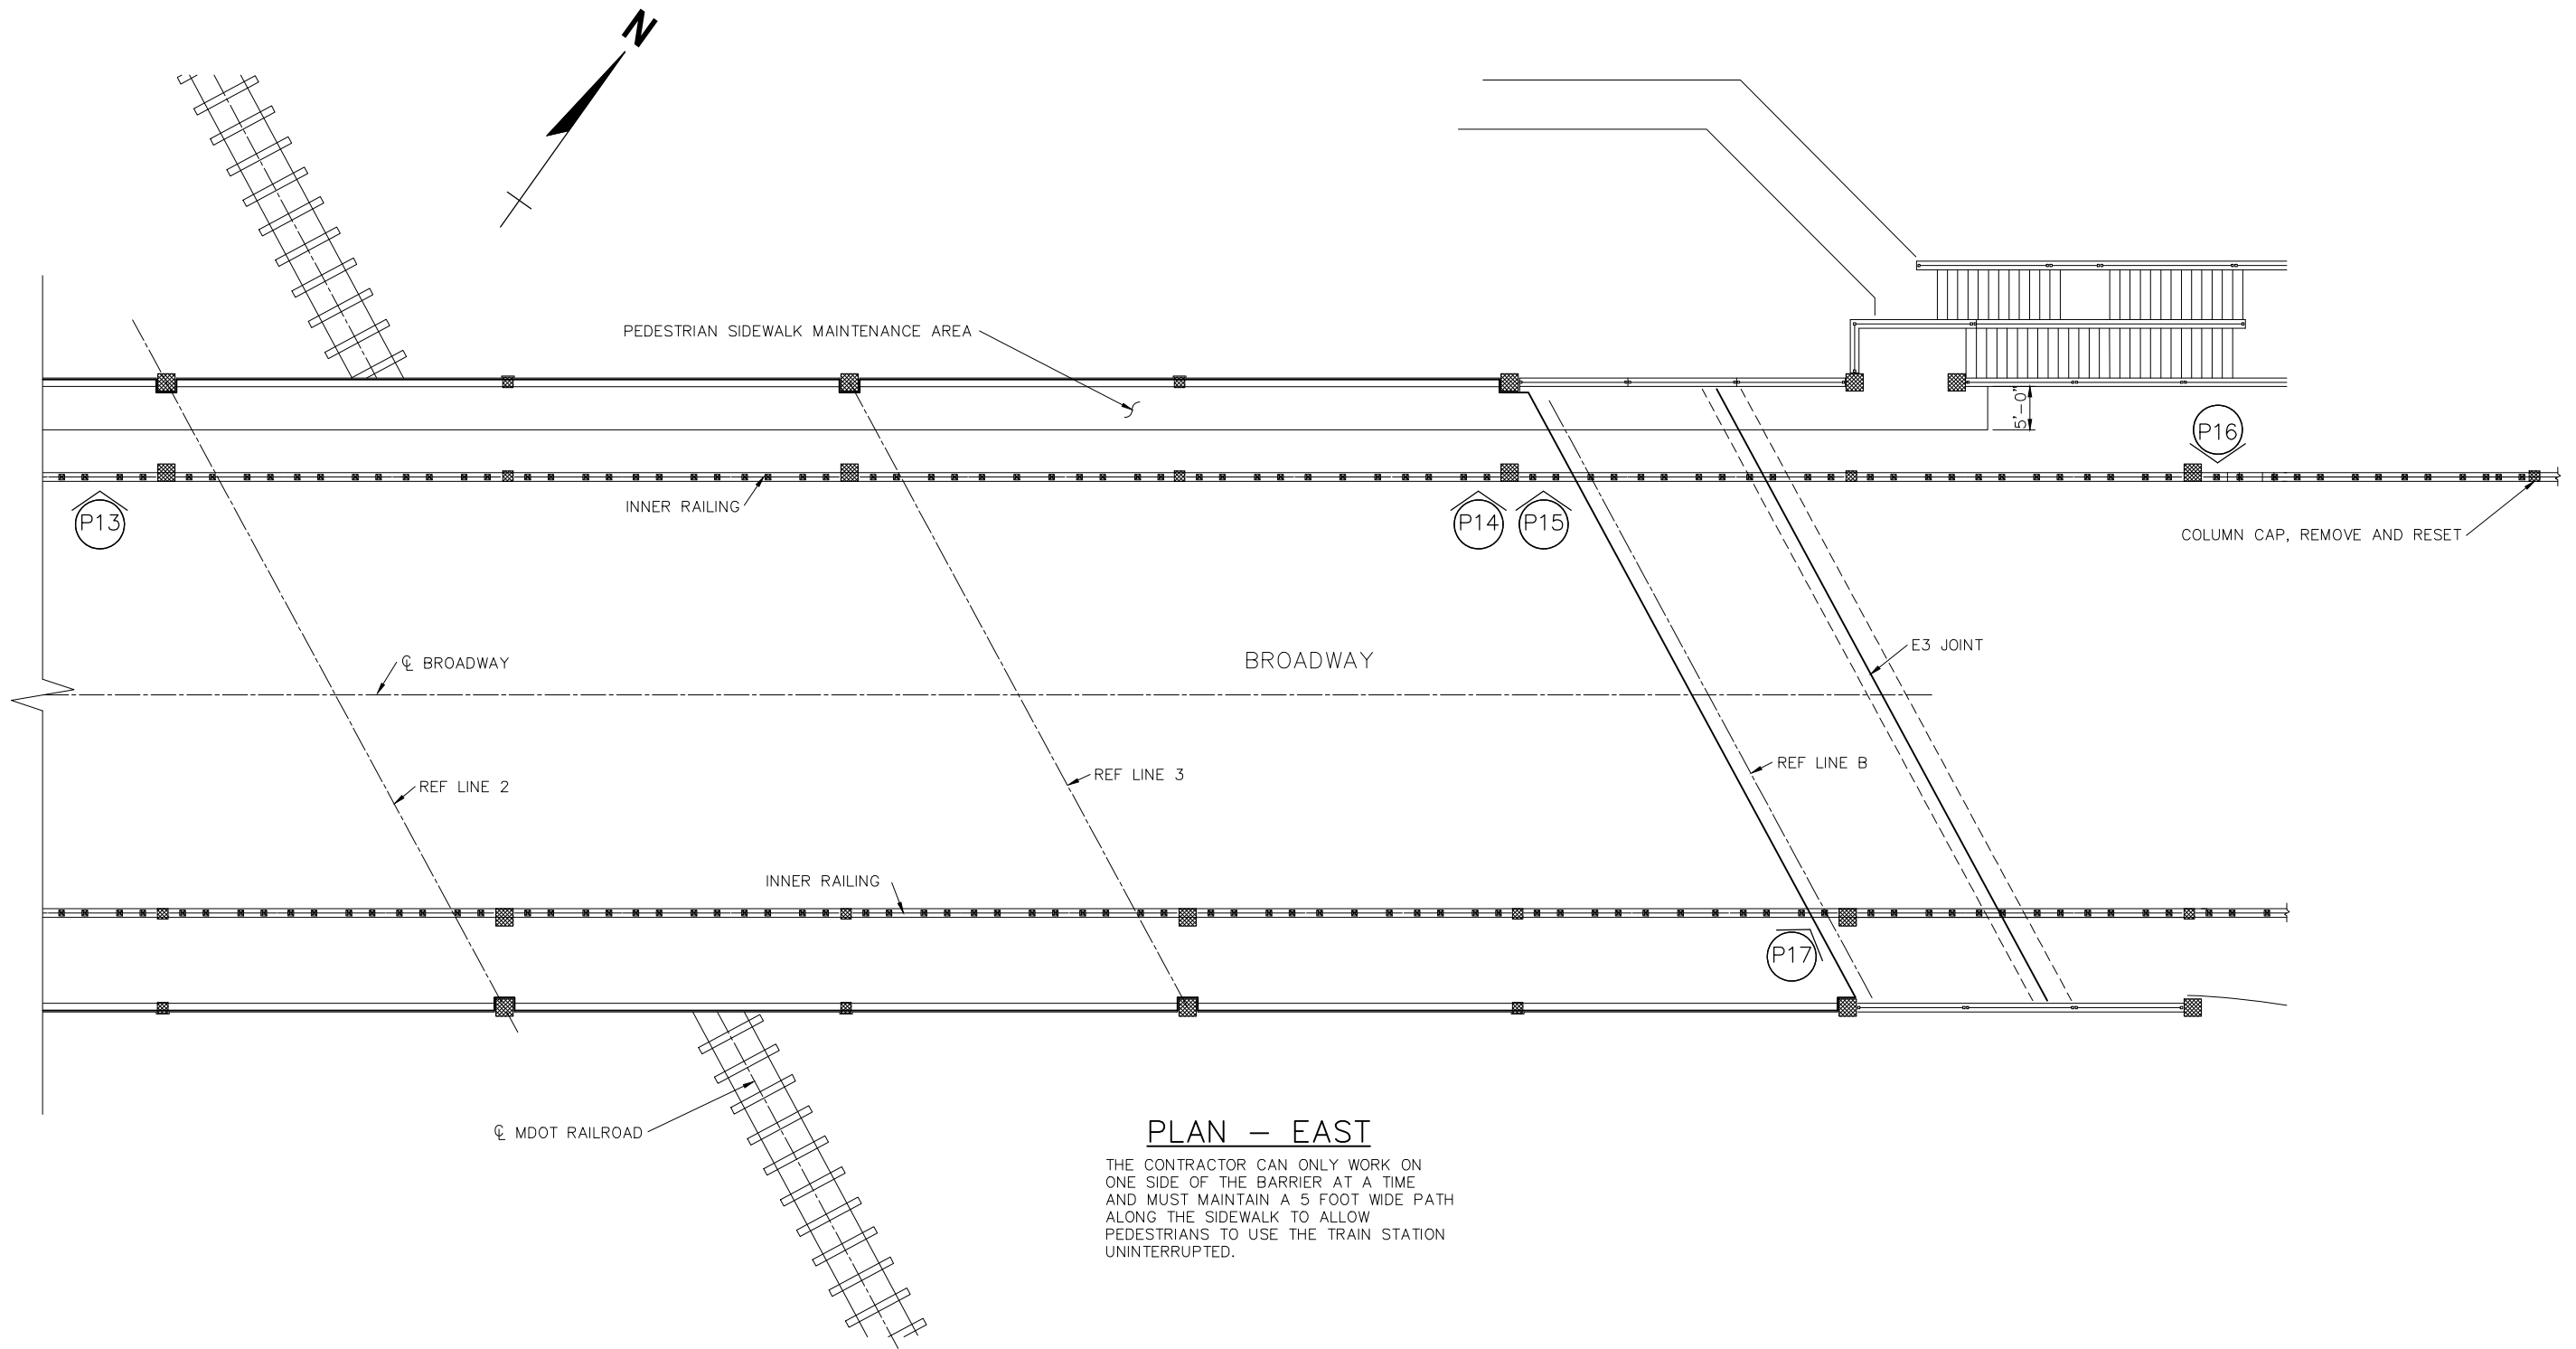 N
PEDESTRIAN SIDEWALK MAINTENANCE AREA
5'-0"
P16
INNER RAILING
P13
P14
P15
COLUMN CAP, REMOVE AND RESET
E3 JOINT
℄ BROADWAY
BROADWAY
REF LINE 2
REF LINE 3
REF LINE B
INNER RAILING
P17
℄ MDOT RAILROAD
PLAN – EAST
THE CONTRACTOR CAN ONLY WORK ON
ONE SIDE OF THE BARRIER AT A TIME
AND MUST MAINTAIN A 5 FOOT WIDE PATH
ALONG THE SIDEWALK TO ALLOW
PEDESTRIANS TO USE THE TRAIN STATION
UNINTERRUPTED.